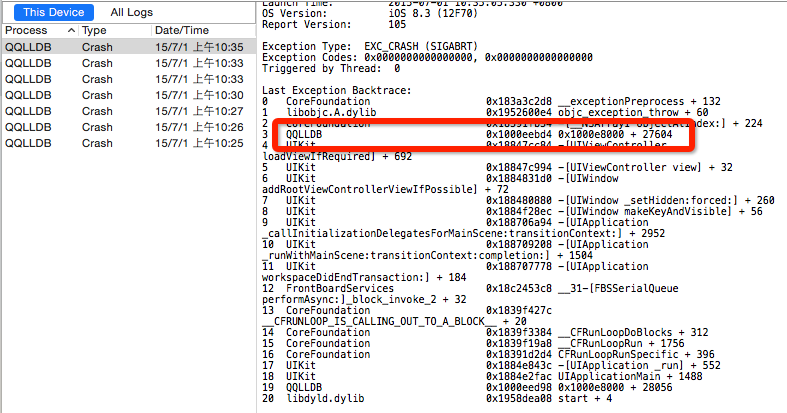 This Device
All Logs
Process
Type
Date/Time
QQLLDB Crash 15/7/1 上午10:35
QQLLDB Crash 15/7/1 上午10:33
QQLLDB Crash 15/7/1 上午10:33
QQLLDB Crash 15/7/1 上午10:30
QQLLDB Crash 15/7/1 上午10:27
QQLLDB Crash 15/7/1 上午10:26
QQLLDB Crash 15/7/1 上午10:25
Launch Time: 2015-07-01 10:35:05.330 +0800
OS Version: iOS 8.3 (12F70)
Report Version: 105
Exception Type: EXC_CRASH (SIGABRT)
Exception Codes: 0x0000000000000000, 0x0000000000000000
Triggered by Thread: 0
Last Exception Backtrace:
0 CoreFoundation 0x183a3c2d8 __exceptionPreprocess + 132
1 libobjc.A.dylib 0x1952600e4 objc_exception_throw + 60
2 CoreFoundation + 224
3 QQLLDB 0x1000eebd4 0x1000e8000 + 27604
4 UIKit 0x18847cc84 -[UIViewController
loadViewIfRequired] + 692
5 UIKit 0x18847c994 -[UIViewController view] + 32
6 UIKit 0x1884831d0 -[UIWindow
addRootViewControllerViewIfPossible] + 72
7 UIKit 0x188480880 -[UIWindow _setHidden:forced:] + 260
8 UIKit 0x1884f28ec -[UIWindow makeKeyAndVisible] + 56
9 UIKit 0x188706a94 -[UIApplication
_callInitializationDelegatesForMainScene:transitionContext:] + 2952
10 UIKit 0x188709208 -[UIApplication
_runWithMainScene:transitionContext:completion:] + 1504
11 UIKit 0x188707778 -[UIApplication
workspaceDidEndTransaction:] + 184
12 FrontBoardServices 0x18c2453c8 __31-[FBSSerialQueue
performAsync:]_block_invoke_2 + 32
13 CoreFoundation 0x1839f427c
__CFRUNLOOP_IS_CALLING_OUT_TO_A_BLOCK__ + 20
14 CoreFoundation 0x1839f3384 __CFRunLoopDoBlocks + 312
15 CoreFoundation 0x1839f19a8 __CFRunLoopRun + 1756
16 CoreFoundation 0x18391d2d4 CFRunLoopRunSpecific + 396
17 UIKit 0x1884e843c -[UIApplication _run] + 552
18 UIKit 0x1884e2fac UIApplicationMain + 1488
19 QQLLDB 0x1000eed98 0x1000e8000 + 28056
20 libdyld.dylib 0x1958dea08 start + 4